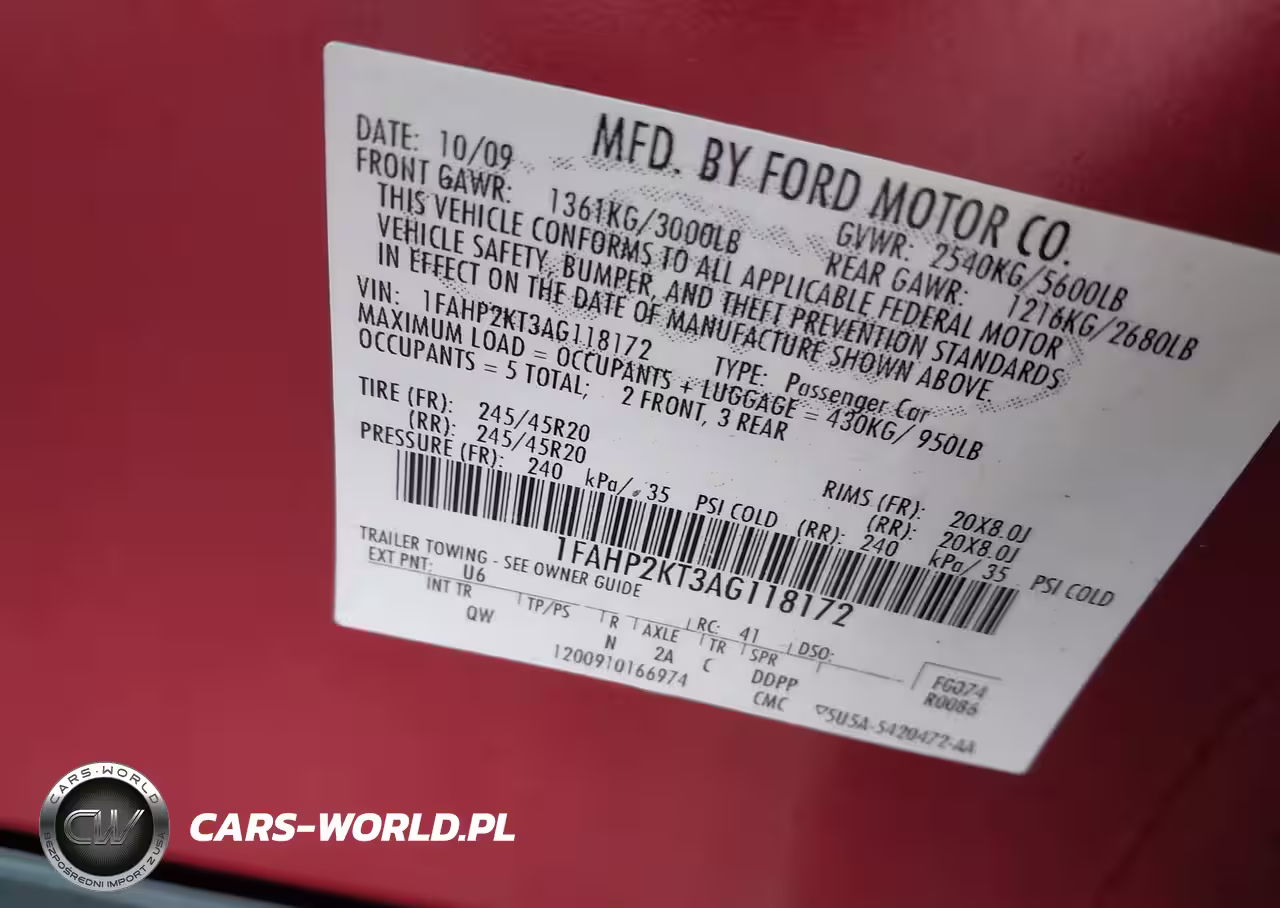 MFD. BY FORD MOTOR CO.
DATE: 10/09 GVWR: 2540KG/5600LB
FRONT GAWR: 1361KG/3000LB REAR GAWR: 1216KG/2680LB
THIS VEHICLE CONFORMS TO ALL APPLICABLE FEDERAL MOTOR
VEHICLE SAFETY, BUMPER, AND THEFT PREVENTION STANDARDS
IN EFFECT ON THE DATE OF MANUFACTURE SHOWN ABOVE.
VIN: 1FAHP2KT3AG118172 TYPE: Passenger Car
MAXIMUM LOAD = OCCUPANTS + LUGGAGE = 430KG/ 950LB
OCCUPANTS = 5 TOTAL; 2 FRONT, 3 REAR
TIRE (FR): 245/45R20 RIMS (FR): 20X8.0J
(RR): 245/45R20 (RR): 20X8.0J
PRESSURE (FR): 240 kPa/ 35 PSI COLD (RR): 240 kPa/ 35 PSI COLD
1FAHP2KT3AG118172
TRAILER TOWING - SEE OWNER GUIDE
EXT PNT: U6 RC: 41 DSO:
INT TR TP/PS R AXLE TR SPR
QW N 2A C DDPP
CMC
FG074
R0086
1200910166974
▽5U5A-5420472-AA
CARS-WORLD
CW
BEZPOŚREDNI IMPORT Z USA
CARS-WORLD.PL